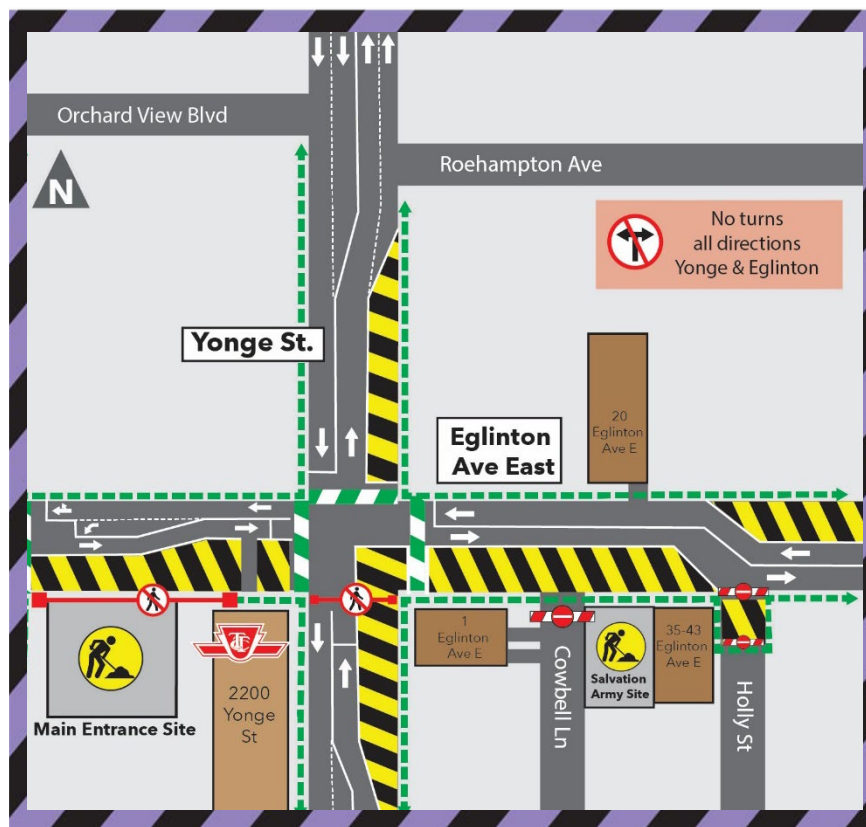 Orchard View Blvd
Roehampton Ave
N
No turns
all directions
Yonge & Eglinton
Yonge St.
20
Eglinton
Ave E
Eglinton
Ave East
1
Eglinton
Ave E
Cowbell Ln
Salvation
Army Site
35-43
Eglinton
Ave E
Holly St
TTC
2200
Yonge
St
Main Entrance Site